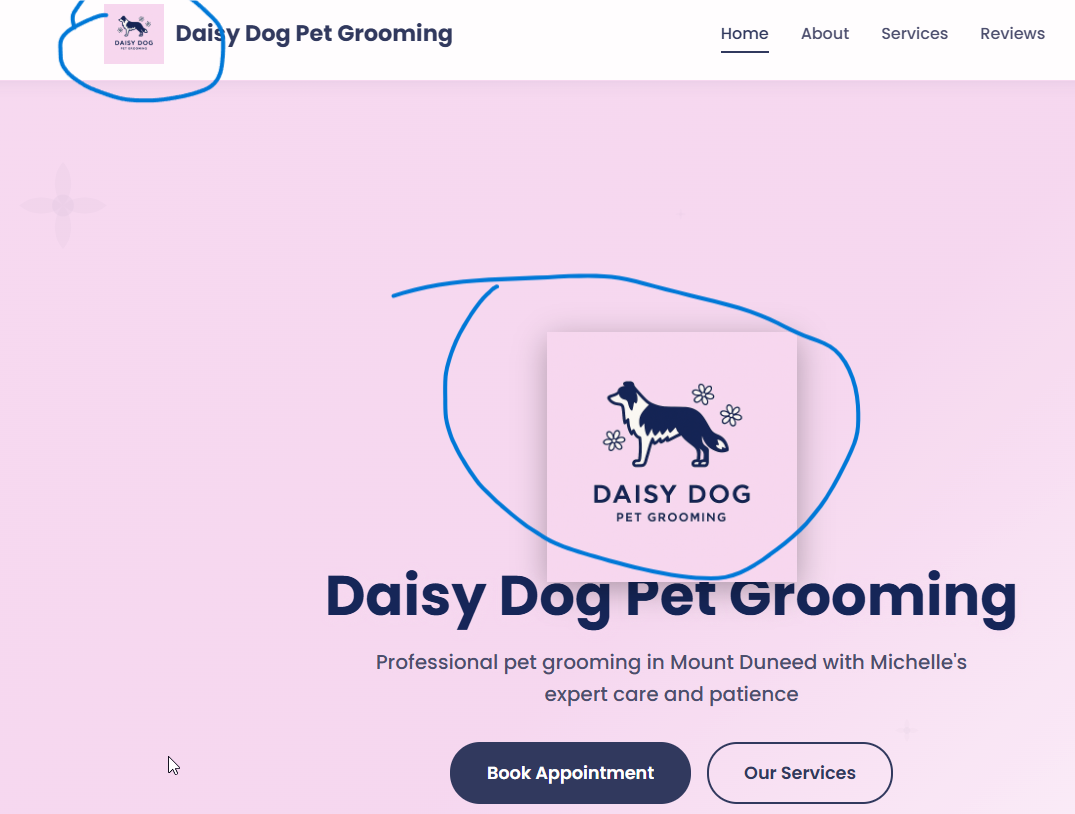 DAISY DOG
PET GROOMING
Daisy Dog Pet Grooming
Home About Services Reviews
DAISY DOG
PET GROOMING
Daisy Dog Pet Grooming
Professional pet grooming in Mount Duneed with Michelle's
expert care and patience
Book Appointment Our Services